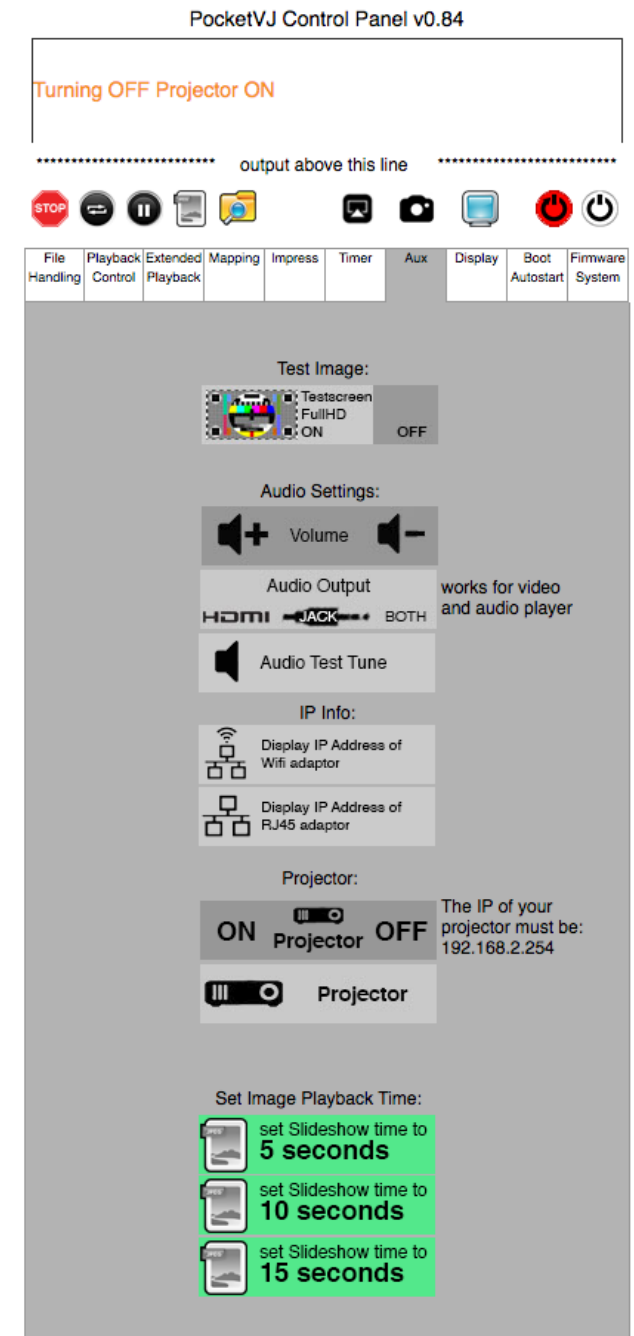 PocketVJ Control Panel v0.84
Turning OFF Projector ON
*************************** output above this line ***************************
STOP
File Handling
Playback Control
Extended Playback
Mapping
Impress
Timer
Aux
Display
Boot Autostart
Firmware System
Test Image:
Testscreen
FullHD
ON
OFF
Audio Settings:
Volume
Audio Output
HDMI JACK BOTH
works for video
and audio player
Audio Test Tune
IP Info:
Display IP Address of
Wifi adaptor
Display IP Address of
RJ45 adaptor
Projector:
ON Projector OFF
The IP of your
projector must be:
192.168.2.254
Projector
Set Image Playback Time:
set Slideshow time to
5 seconds
set Slideshow time to
10 seconds
set Slideshow time to
15 seconds